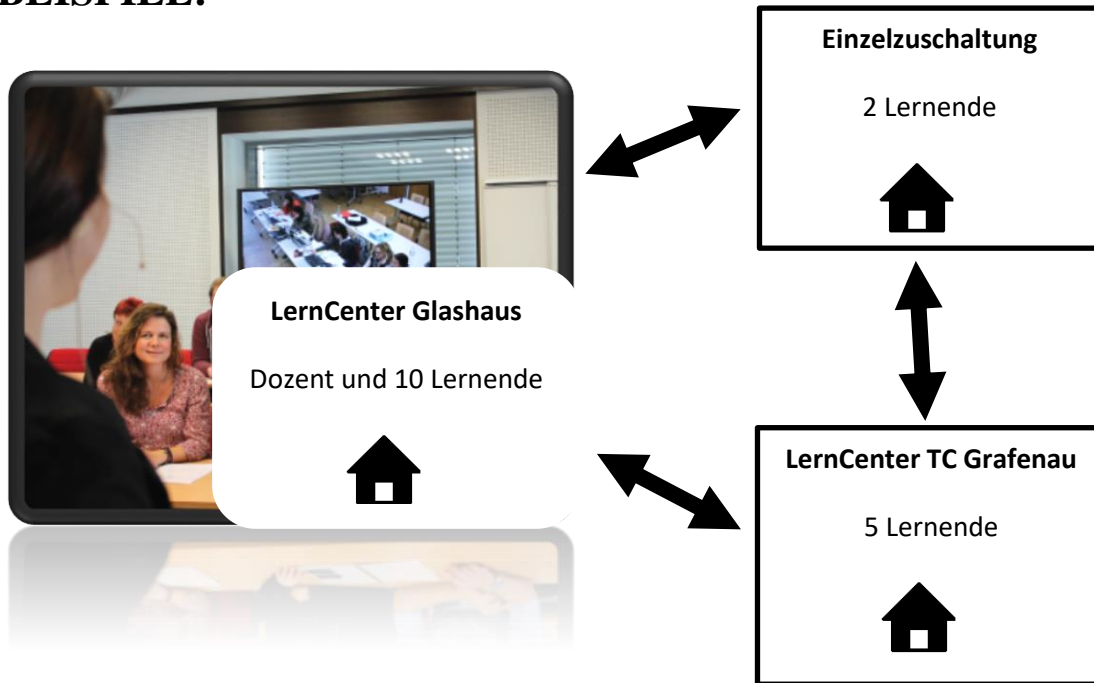 BEISPIEL:
LernCenter Glashaus
Dozent und 10 Lernende
Einzelzuschaltung
2 Lernende
LernCenter TC Grafenau
5 Lernende